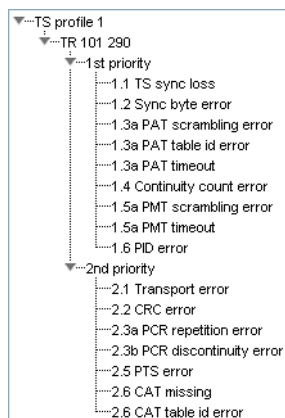 TS profile 1
TR 101 290
1st priority
1.1 TS sync loss
1.2 Sync byte error
1.3a PAT scrambling error
1.3a PAT table id error
1.3a PAT timeout
1.4 Continuity count error
1.5a PMT scrambling error
1.5a PMT timeout
1.6 PID error
2nd priority
2.1 Transport error
2.2 CRC error
2.3a PCR repetition error
2.3b PCR discontinuity error
2.5 PTS error
2.6 CAT missing
2.6 CAT table id error